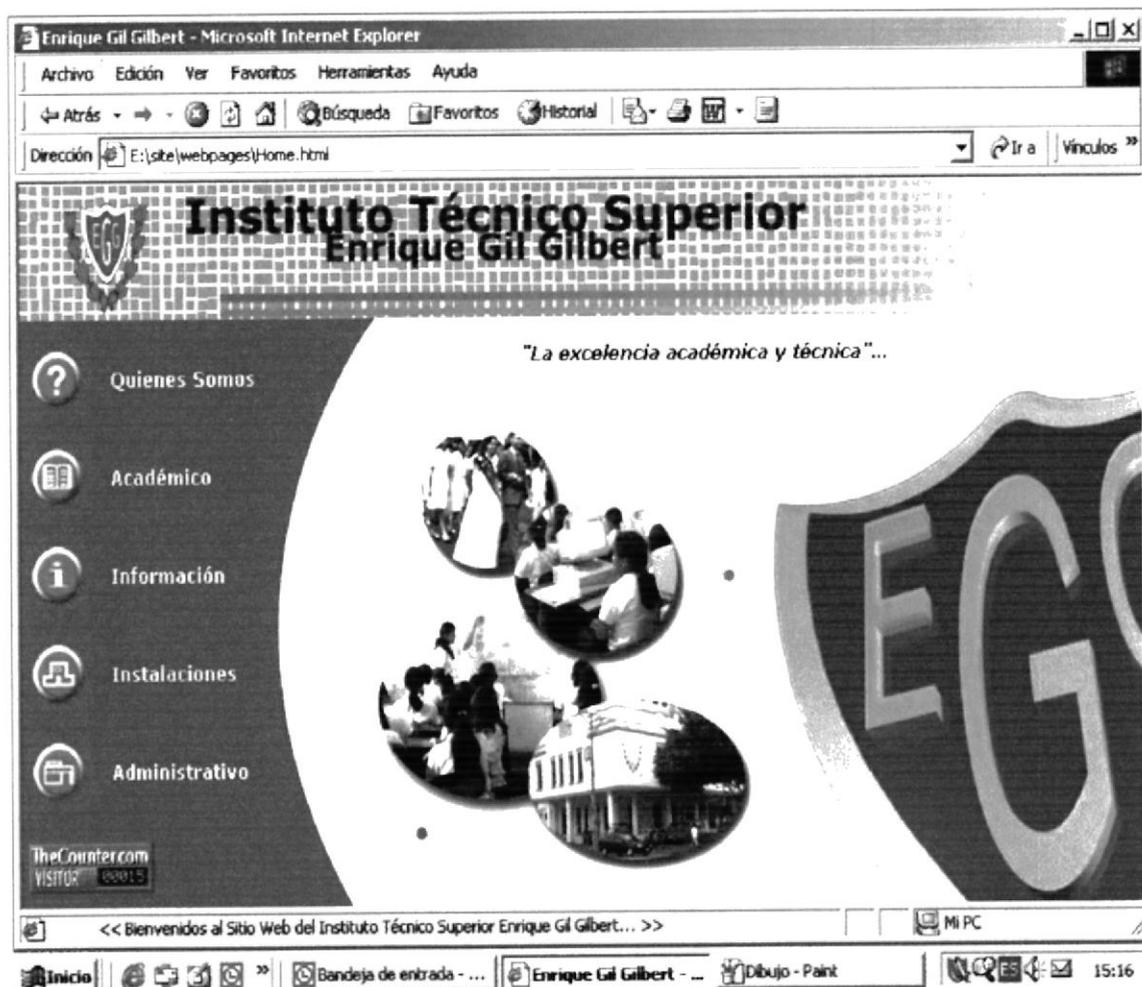 Enrique Gil Gilbert - Microsoft Internet Explorer
Archivo Edición Ver Favoritos Herramientas Ayuda
Atrás Búsqueda Favoritos Historial
Dirección E:\site\webpages\Home.html Ir a Vínculos »
EGG
Instituto Técnico Superior
Enrique Gil Gilbert
"La excelencia académica y técnica"...
? Quienes Somos
Académico
i Información
Instalaciones
Administrativo
EG
TheCounter.com
VISITOR 00015
<< Bienvenidos al Sitio Web del Instituto Técnico Superior Enrique Gil Gilbert... >> Mi PC
Inicio » Bandeja de entrada - ... Enrique Gil Gilbert - ... Dibujo - Paint ES 15:16